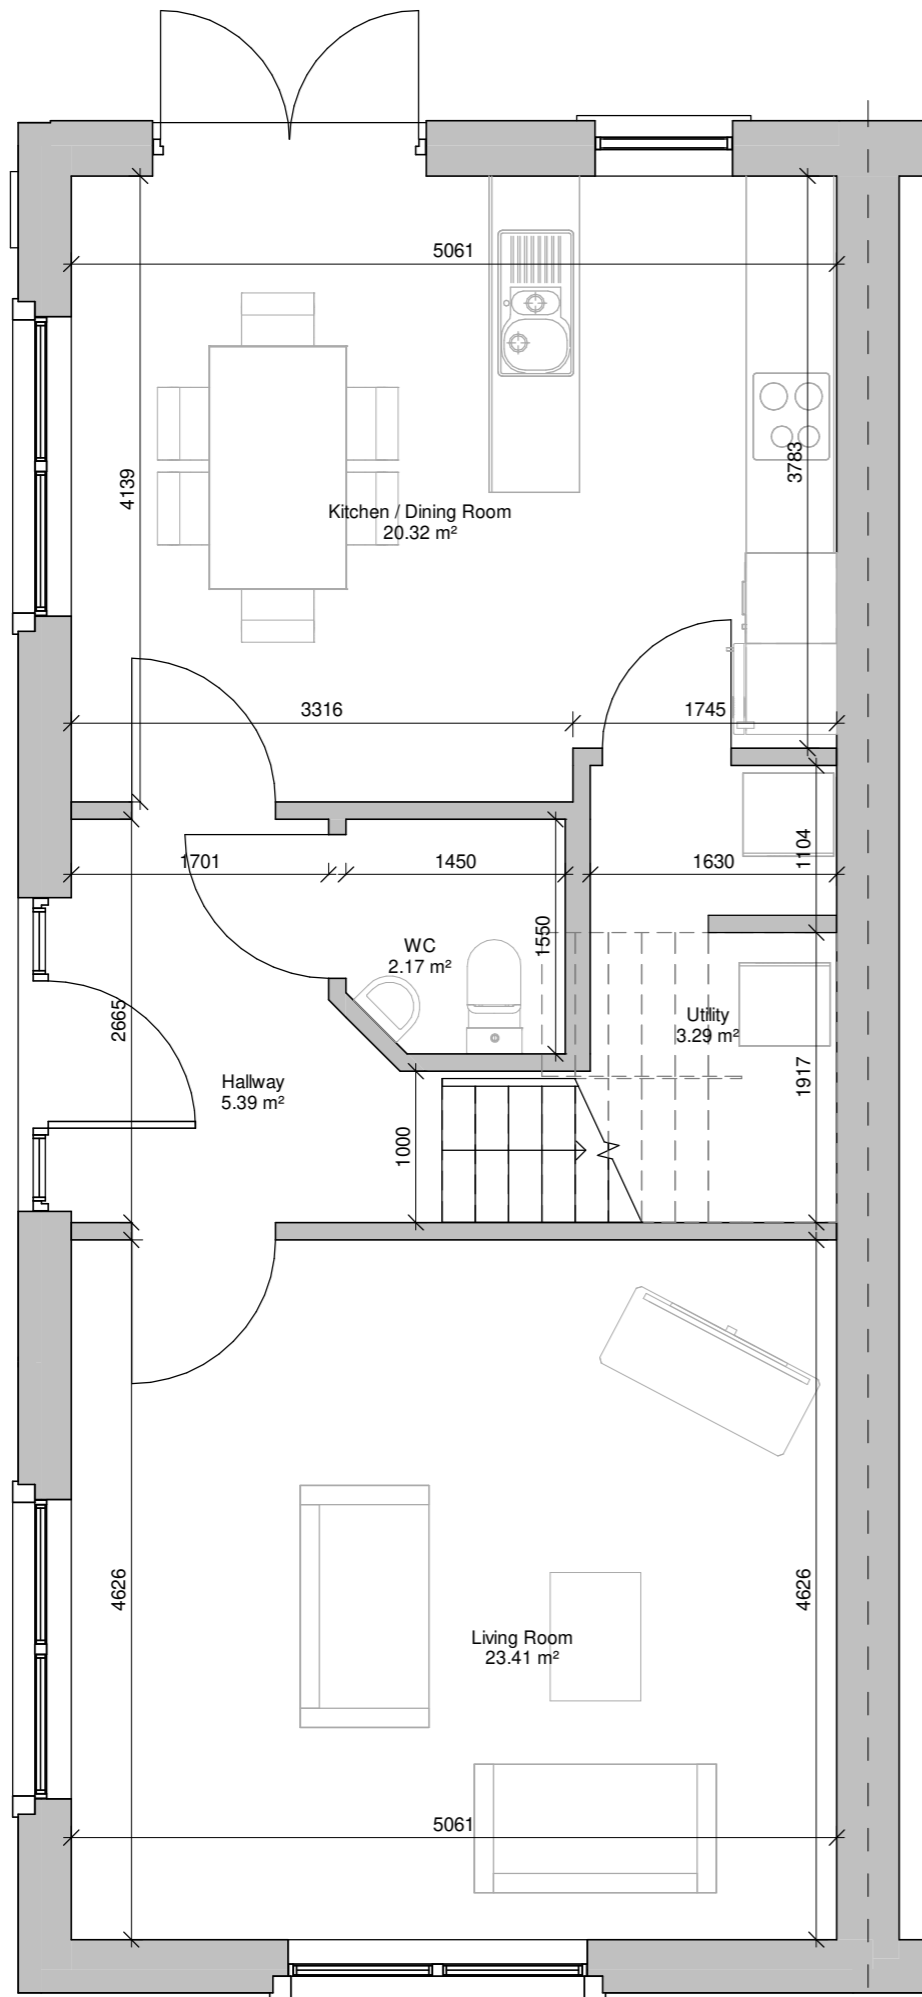 5061
4139
3783
Kitchen / Dining Room
20.32 m²
3316
1745
1701
1450
1630
1104
1550
WC
2.17 m²
2665
Utility
3.29 m²
Hallway
5.39 m²
1917
1000
4626
4626
Living Room
23.41 m²
5061